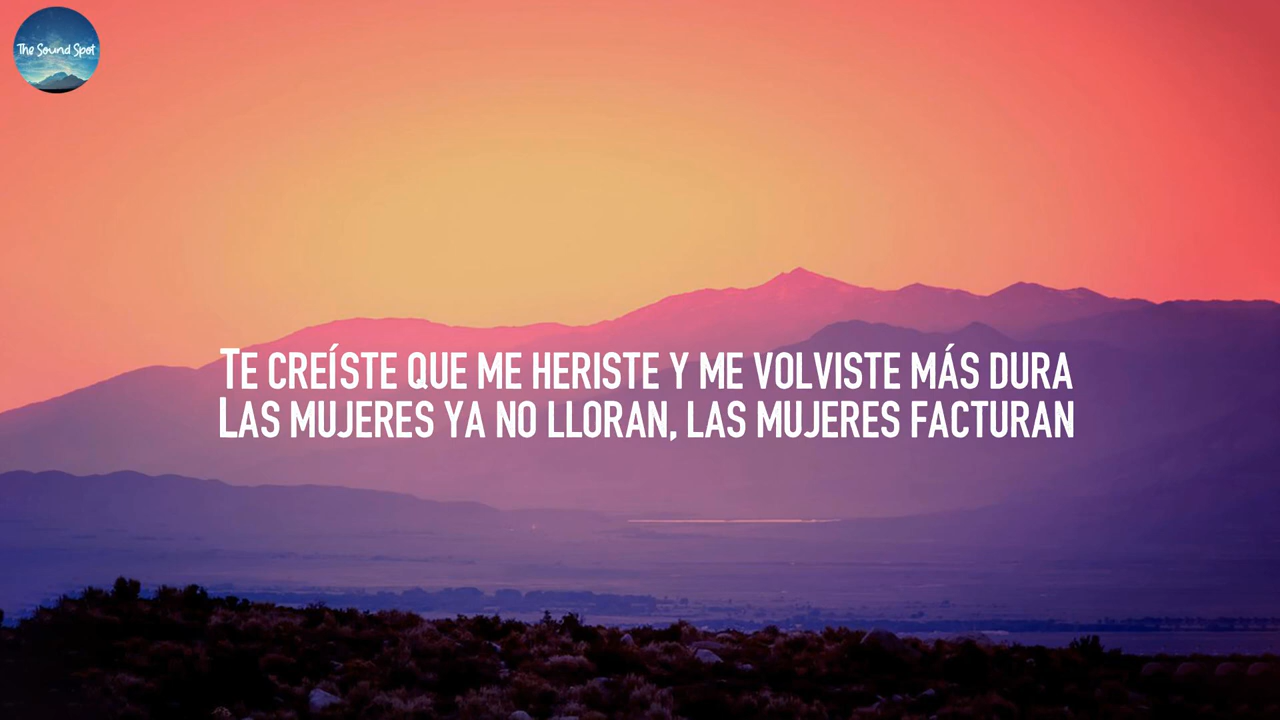 The Sound Spot
TE CREÍSTE QUE ME HERISTE Y ME VOLVISTE MÁS DURA
LAS MUJERES YA NO LLORAN, LAS MUJERES FACTURAN